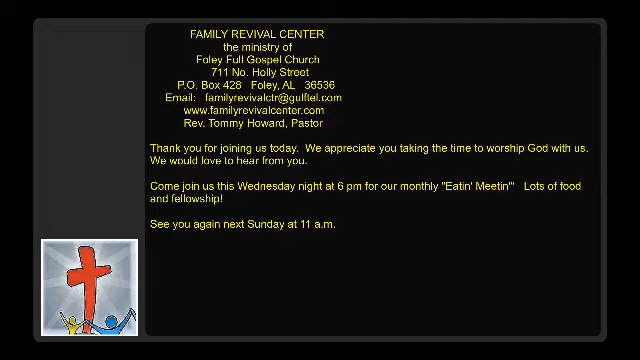 FAMILY REVIVAL CENTER
the ministry of
Foley Full Gospel Church
711 No. Holly Street
P.O. Box 428 Foley, AL 36536
Email: familyrevivalctr@gulftel.com
www.familyrevivalcenter.com
Rev. Tommy Howard, Pastor
Thank you for joining us today. We appreciate you taking the time to worship God with us.
We would love to hear from you.
Come join us this Wednesday night at 6 pm for our monthly "Eatin' Meetin'" Lots of food
and fellowship!
See you again next Sunday at 11 a.m.